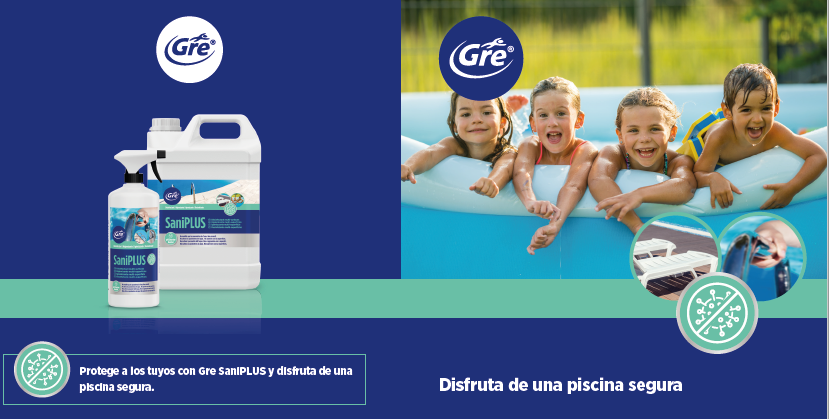 Gre®
SaniPLUS
Gre
SaniPLUS
Protege a los tuyos con Gre SaniPLUS y disfruta de una
piscina segura.
Gre®
Disfruta de una piscina segura